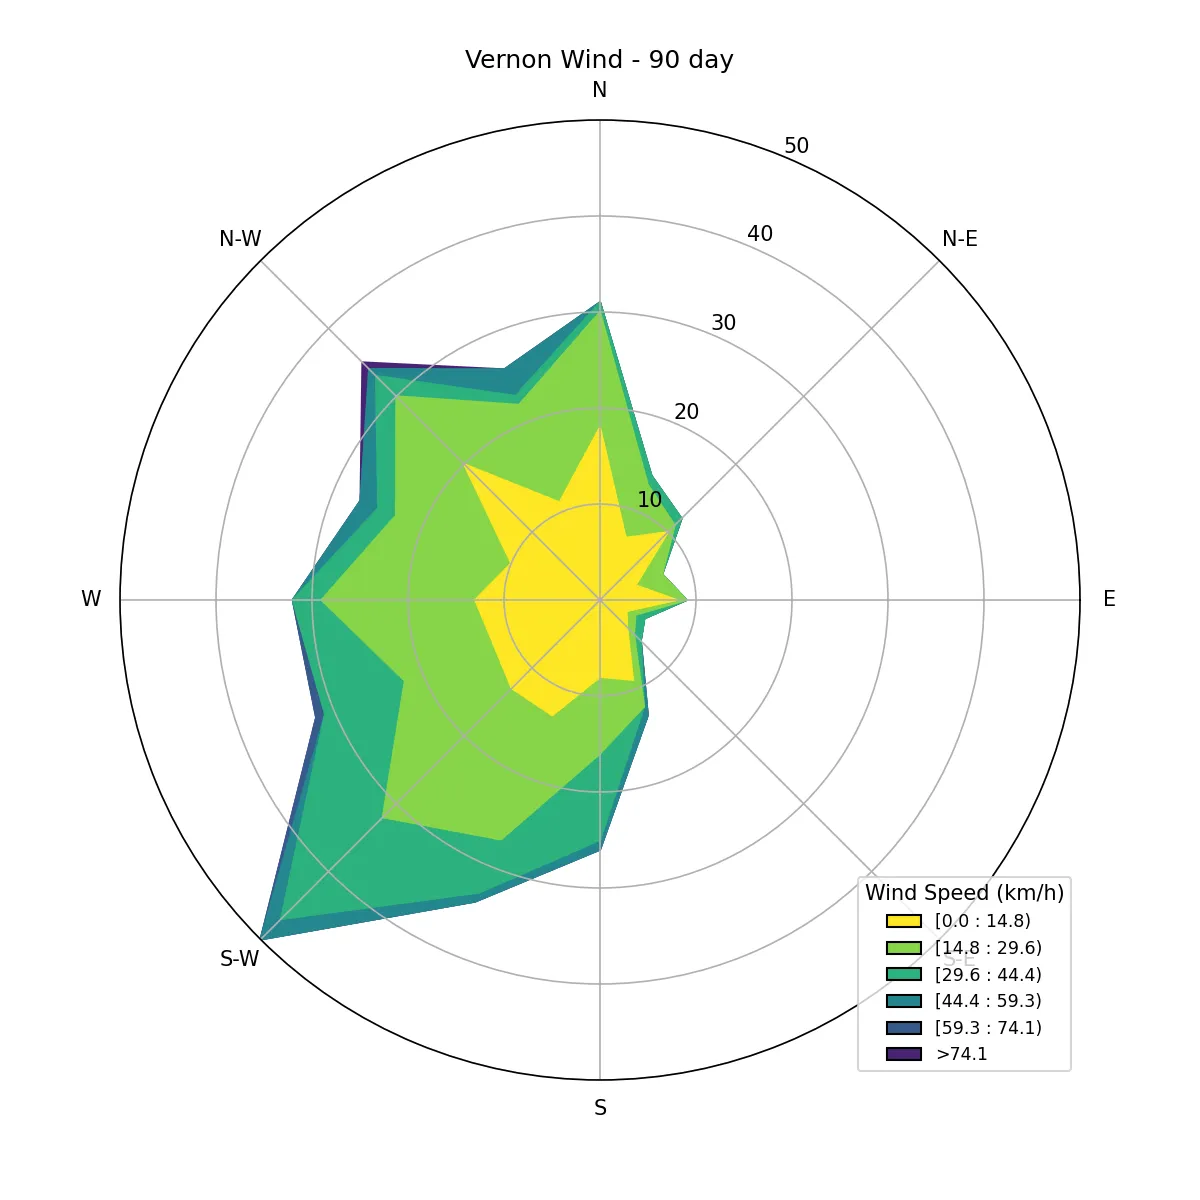 Vernon Wind - 90 day
N
50
N-W
40
N-E
30
20
10
W
E
Wind Speed (km/h)
[0.0 : 14.8)
[14.8 : 29.6)
S-W
S-E
[29.6 : 44.4)
[44.4 : 59.3)
[59.3 : 74.1)
>74.1
S